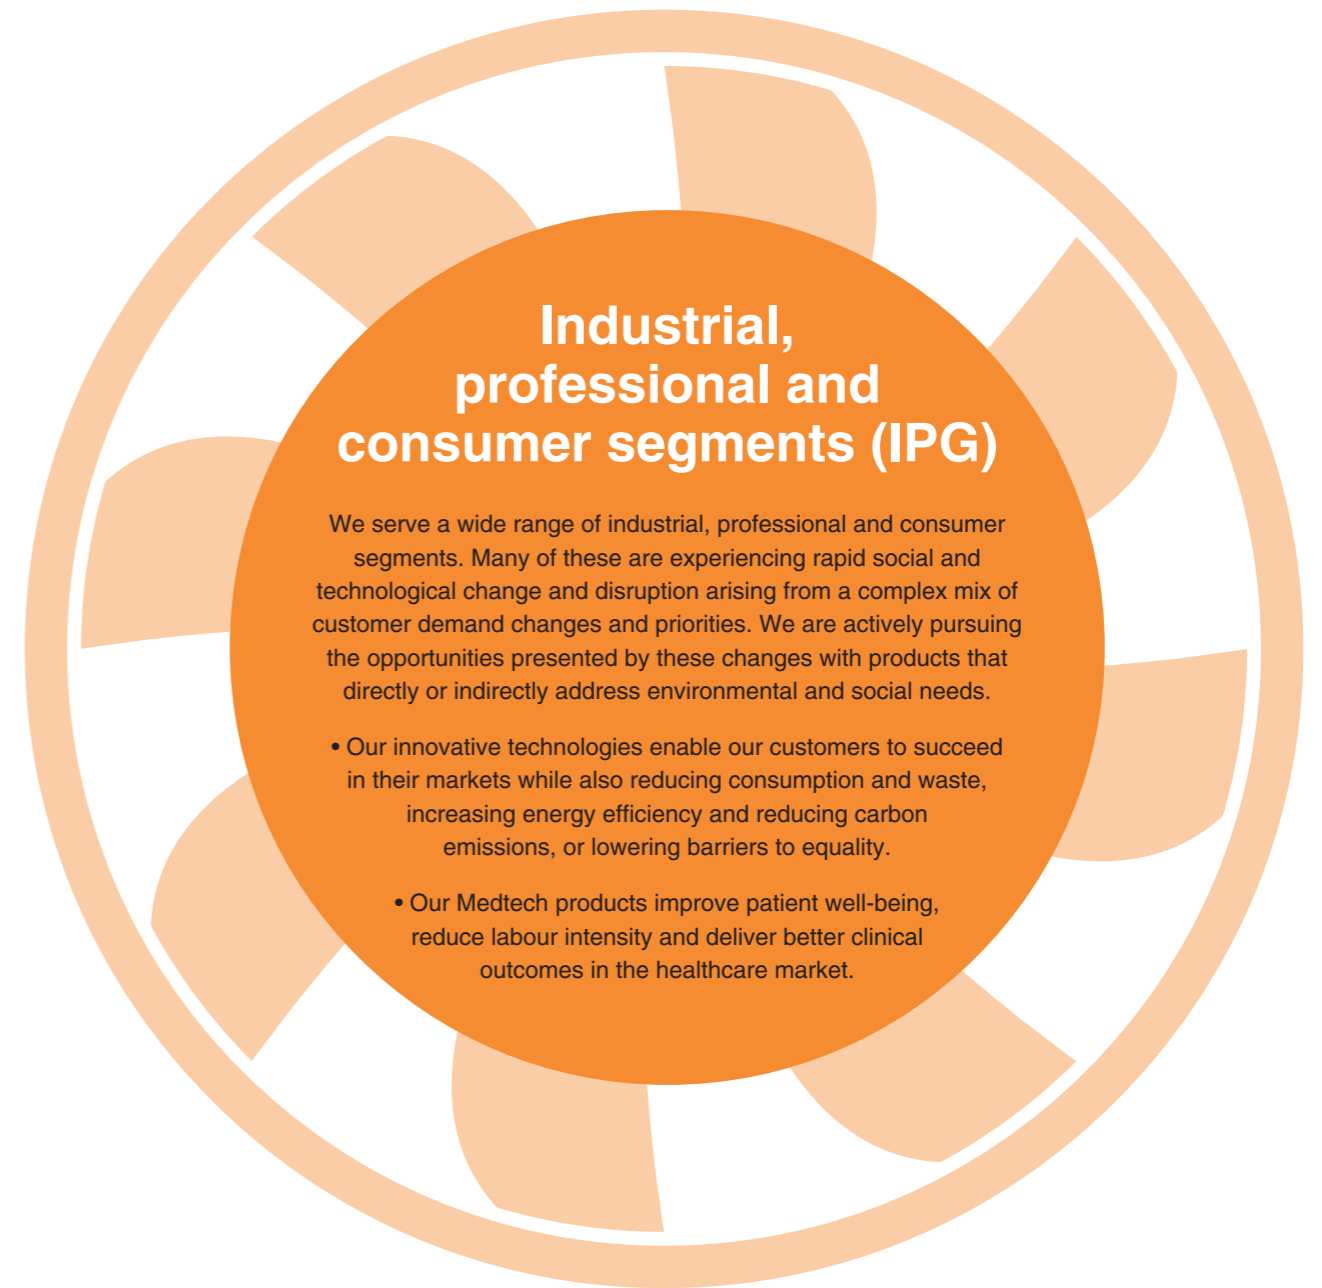 Industrial,
professional and
consumer segments (IPG)
We serve a wide range of industrial, professional and consumer
segments. Many of these are experiencing rapid social and
technological change and disruption arising from a complex mix of
customer demand changes and priorities. We are actively pursuing
the opportunities presented by these changes with products that
directly or indirectly address environmental and social needs.
• Our innovative technologies enable our customers to succeed
in their markets while also reducing consumption and waste,
increasing energy efficiency and reducing carbon
emissions, or lowering barriers to equality.
• Our Medtech products improve patient well-being,
reduce labour intensity and deliver better clinical
outcomes in the healthcare market.